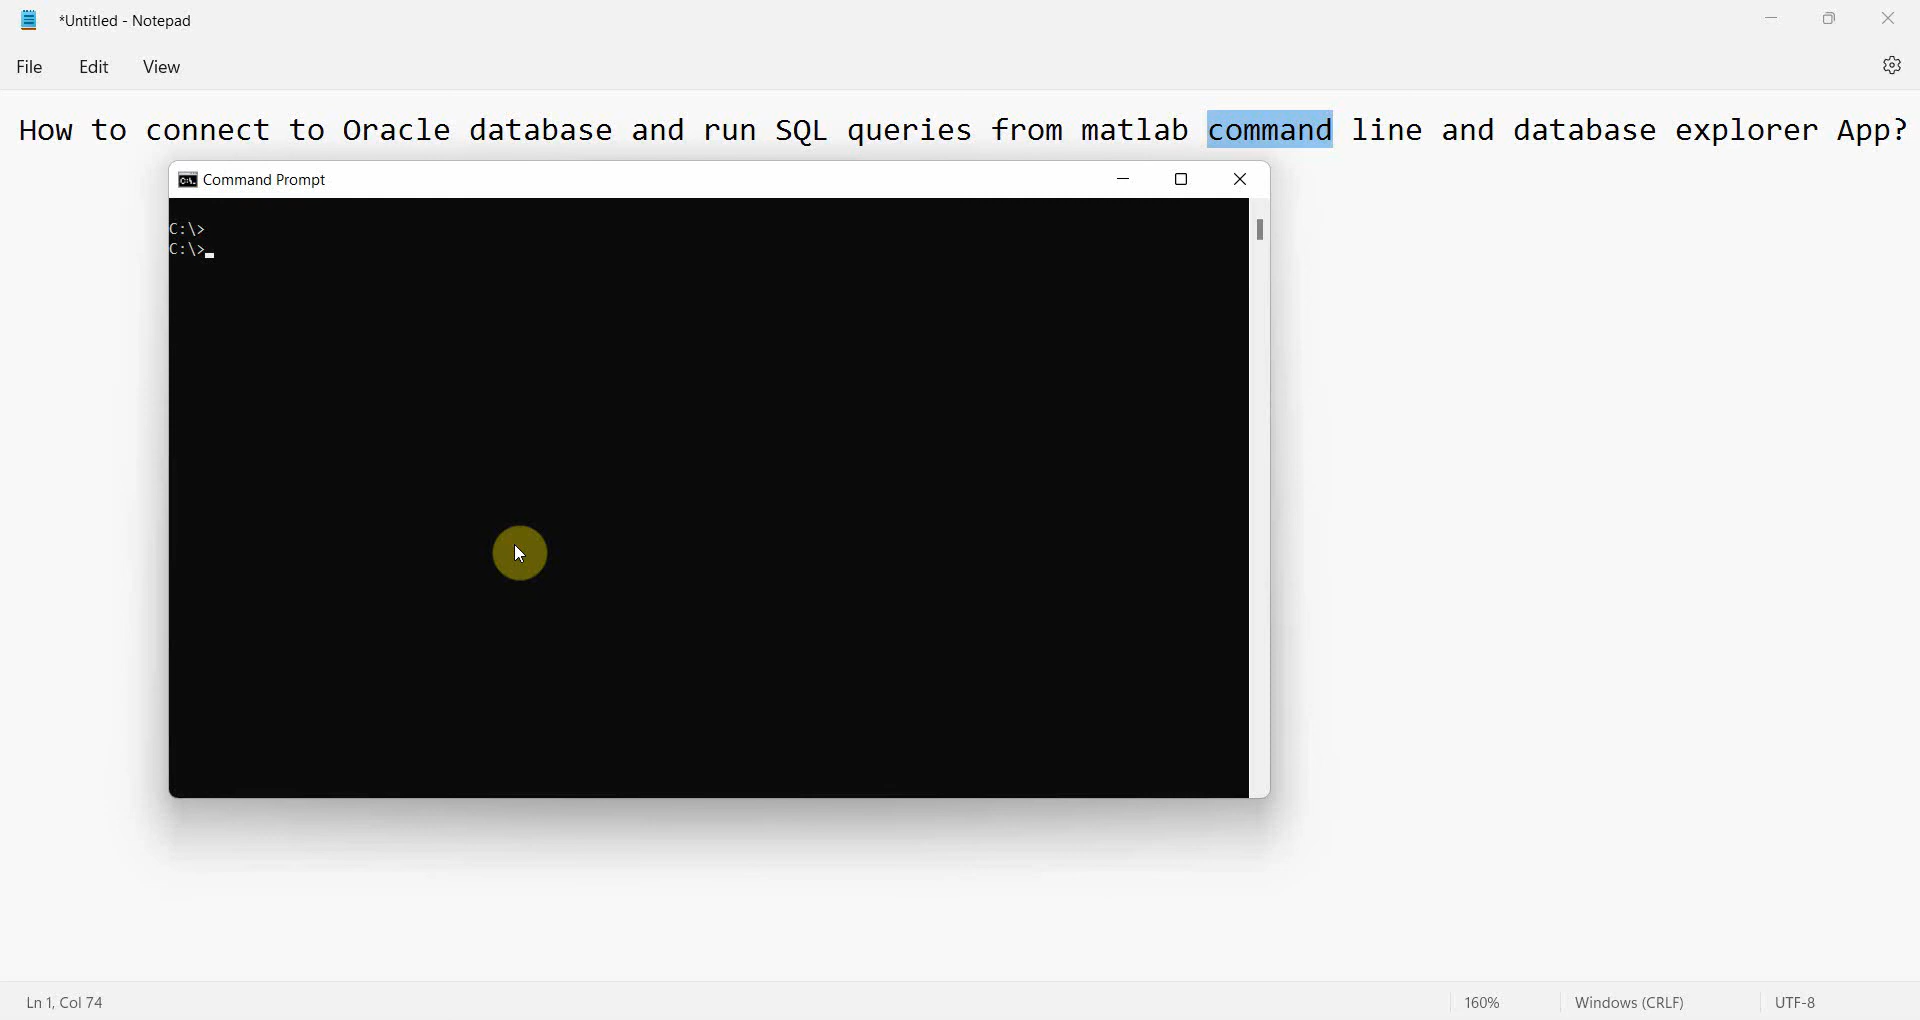 *Untitled - Notepad
File Edit View
How to connect to Oracle database and run SQL queries from matlab command line and database explorer App?
Command Prompt
C:\>
C:\>
Ln 1, Col 74 160% Windows (CRLF) UTF-8